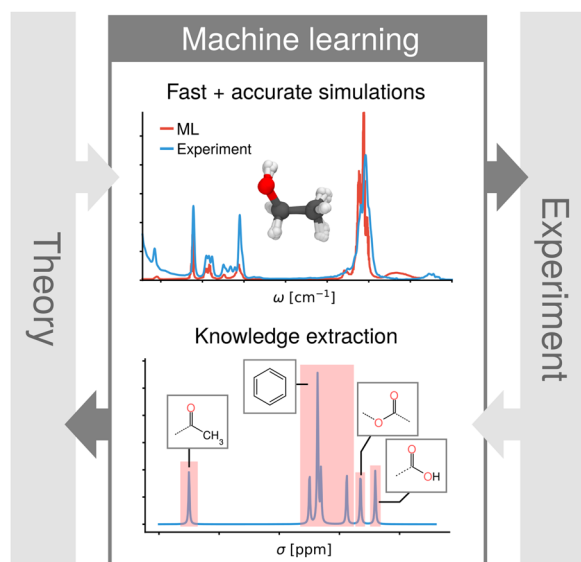 Machine learning
Theory
Experiment
Fast + accurate simulations
ML
Experiment
ω [cm⁻¹]
Knowledge extraction
O
CH₃
O
O
O
OH
σ [ppm]